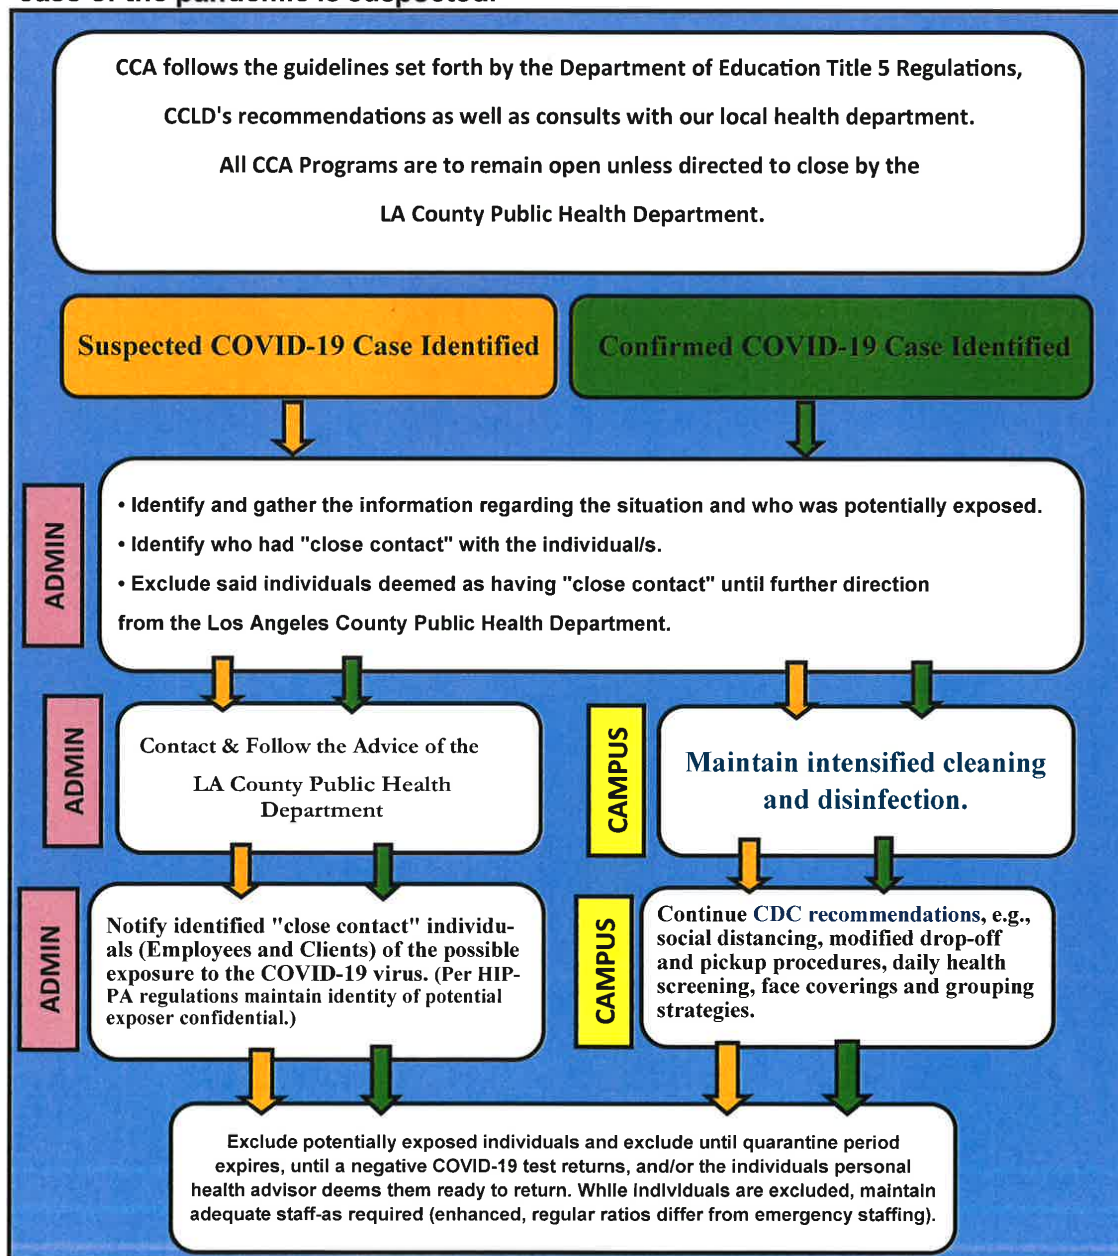 case of the pandemic is suspected.
CCA follows the guidelines set forth by the Department of Education Title 5 Regulations,
CCLD's recommendations as well as consults with our local health department.
All CCA Programs are to remain open unless directed to close by the
LA County Public Health Department.
Suspected COVID-19 Case Identified
Confirmed COVID-19 Case Identified
ADMIN
• Identify and gather the information regarding the situation and who was potentially exposed.
• Identify who had "close contact" with the individual/s.
• Exclude said individuals deemed as having "close contact" until further direction
from the Los Angeles County Public Health Department.
ADMIN
Contact & Follow the Advice of the
LA County Public Health
Department
CAMPUS
Maintain intensified cleaning
and disinfection.
ADMIN
Notify identified "close contact" individu-
als (Employees and Clients) of the possible
exposure to the COVID-19 virus. (Per HIP-
PA regulations maintain identity of potential
exposer confidential.)
CAMPUS
Continue CDC recommendations, e.g.,
social distancing, modified drop-off
and pickup procedures, daily health
screening, face coverings and grouping
strategies.
Exclude potentially exposed individuals and exclude until quarantine period
expires, until a negative COVID-19 test returns, and/or the individuals personal
health advisor deems them ready to return. While individuals are excluded, maintain
adequate staff-as required (enhanced, regular ratios differ from emergency staffing).